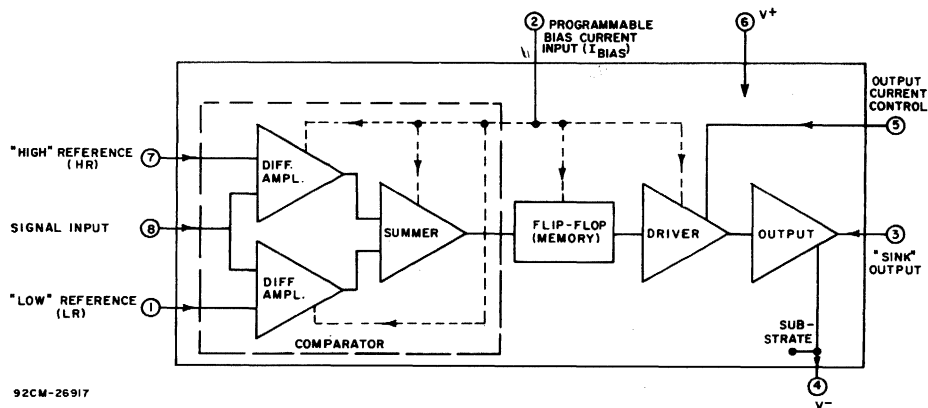 ② PROGRAMMABLE
BIAS CURRENT
INPUT (I BIAS)
⑥ V+
OUTPUT
CURRENT
CONTROL
⑤
"HIGH" REFERENCE ⑦
(HR)
DIFF.
AMPL.
SIGNAL INPUT ⑧
SUMMER
FLIP-FLOP
(MEMORY)
DRIVER
OUTPUT
③
"SINK"
OUTPUT
"LOW" REFERENCE ①
(LR)
DIFF
AMPL.
COMPARATOR
SUB-
STRATE
④
V-
92CM-26917